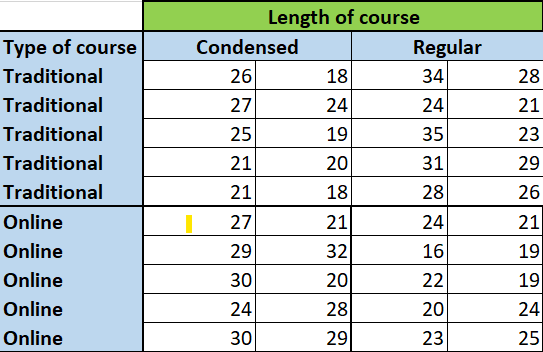 Length of course
Type of course Condensed Regular
Traditional 26 18 34 28
Traditional 27 24 24 21
Traditional 25 19 35 23
Traditional 21 20 31 29
Traditional 21 18 28 26
Online 27 21 24 21
Online 29 32 16 19
Online 30 20 22 19
Online 24 28 20 24
Online 30 29 23 25